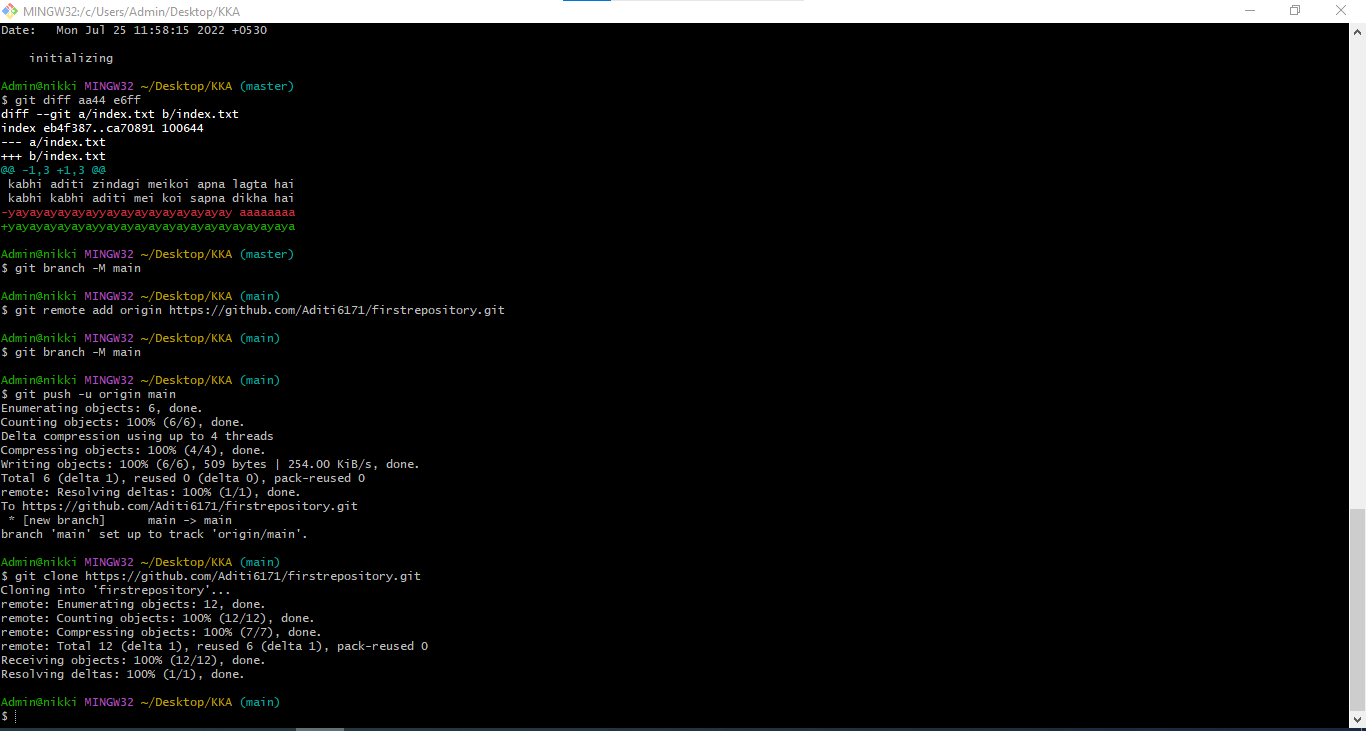 MINGW32:/c/Users/Admin/Desktop/KKA
Date:   Mon Jul 25 11:58:15 2022 +0530
    initializing
Admin@nikki MINGW32 ~/Desktop/KKA (master)
$ git diff aa44 e6ff
diff --git a/index.txt b/index.txt
index eb4f387..ca70891 100644
--- a/index.txt
+++ b/index.txt
@@ -1,3 +1,3 @@
 kabhi aditi zindagi meikoi apna lagta hai
 kabhi kabhi aditi mei koi sapna dikha hai
-yayayayayayayyayayayayayayayayay aaaaaaaa
+yayayayayayayyayayayayayayayayayayayayaya
Admin@nikki MINGW32 ~/Desktop/KKA (master)
$ git branch -M main
Admin@nikki MINGW32 ~/Desktop/KKA (main)
$ git remote add origin https://github.com/Aditi6171/firstrepository.git
Admin@nikki MINGW32 ~/Desktop/KKA (main)
$ git branch -M main
Admin@nikki MINGW32 ~/Desktop/KKA (main)
$ git push -u origin main
Enumerating objects: 6, done.
Counting objects: 100% (6/6), done.
Delta compression using up to 4 threads
Compressing objects: 100% (4/4), done.
Writing objects: 100% (6/6), 509 bytes | 254.00 KiB/s, done.
Total 6 (delta 1), reused 0 (delta 0), pack-reused 0
remote: Resolving deltas: 100% (1/1), done.
To https://github.com/Aditi6171/firstrepository.git
 * [new branch]      main -> main
branch 'main' set up to track 'origin/main'.
Admin@nikki MINGW32 ~/Desktop/KKA (main)
$ git clone https://github.com/Aditi6171/firstrepository.git
Cloning into 'firstrepository'...
remote: Enumerating objects: 12, done.
remote: Counting objects: 100% (12/12), done.
remote: Compressing objects: 100% (7/7), done.
remote: Total 12 (delta 1), reused 6 (delta 1), pack-reused 0
Receiving objects: 100% (12/12), done.
Resolving deltas: 100% (1/1), done.
Admin@nikki MINGW32 ~/Desktop/KKA (main)
$